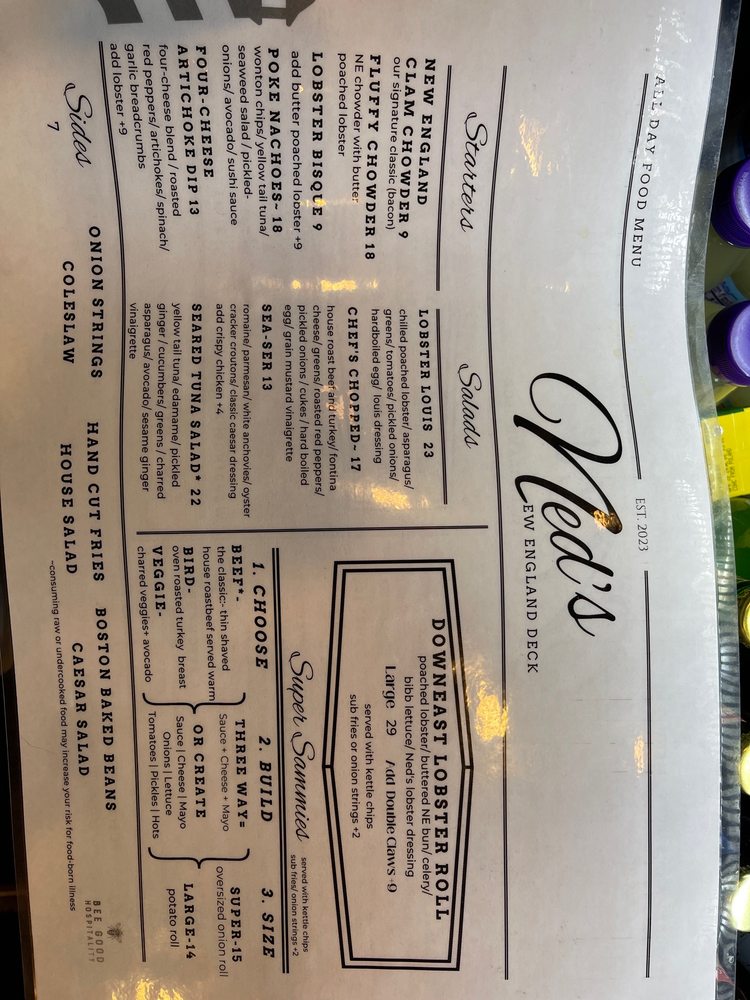 ALL DAY FOOD MENU
EST. 2023
Ned's
EW ENGLAND DECK
Starters
NEW ENGLAND
CLAM CHOWDER 9
our signature classic (bacon)
FLUFFY CHOWDER 18
NE chowder with butter
poached lobster
LOBSTER BISQUE 9
add butter poached lobster +9
POKE NACHOES~ 18
wonton chips/ yellow tail tuna/
seaweed salad / pickled-
onions/ avocado/ sushi sauce
FOUR-CHEESE
ARTICHOKE DIP 13
four-cheese blend / roasted
red peppers/ artichokes/ spinach/
garlic breadcrumbs
add lobster +9
Salads
LOBSTER LOUIS 23
chilled poached lobster/ asparagus/
greens/ tomatoes/ pickled onions/
hardboiled egg/ louis dressing
CHEF'S CHOPPED~ 17
house roast beef and turkey/ fontina
cheese/ greens/ roasted red peppers/
pickled onions / cukes / hard boiled
egg/ grain mustard vinaigrette
SEA-SER 13
romaine/ parmesan/ white anchovies/ oyster
cracker croutons/ classic caesar dressing
add crispy chicken +4
SEARED TUNA SALAD* 22
yellow tail tuna/ edamame/ pickled
ginger / cucumbers/ greens / charred
asparagus/ avocado/ sesame ginger
vinaigrette
DOWNEAST LOBSTER ROLL
poached lobster/ buttered NE bun/ celery/
bibb lettuce/ Ned's lobster dressing
Large 29 Add Double Claws +9
served with kettle chips
sub fries or onion strings +2
Super Sammies
served with kettle chips
sub fries/ onion strings +2
1. CHOOSE
BEEF*-
the classic:- thin shaved
house roastbeef served warm
BIRD-
oven roasted turkey breast
VEGGIE-
charred veggies+ avocado
2. BUILD
THREE WAY=
Sauce + Cheese + Mayo
OR CREATE
Sauce | Cheese | Mayo
Onions | Lettuce
Tomatoes | Pickles | Hots
3. SIZE
SUPER-15
oversized onion roll
LARGE-14
potato roll
Sides
7
ONION STRINGS HAND CUT FRIES BOSTON BAKED BEANS
COLESLAW HOUSE SALAD CAESAR SALAD
~consuming raw or undercooked food may increase your risk for food-born illness
BEE GOOD
HOSPITALITY